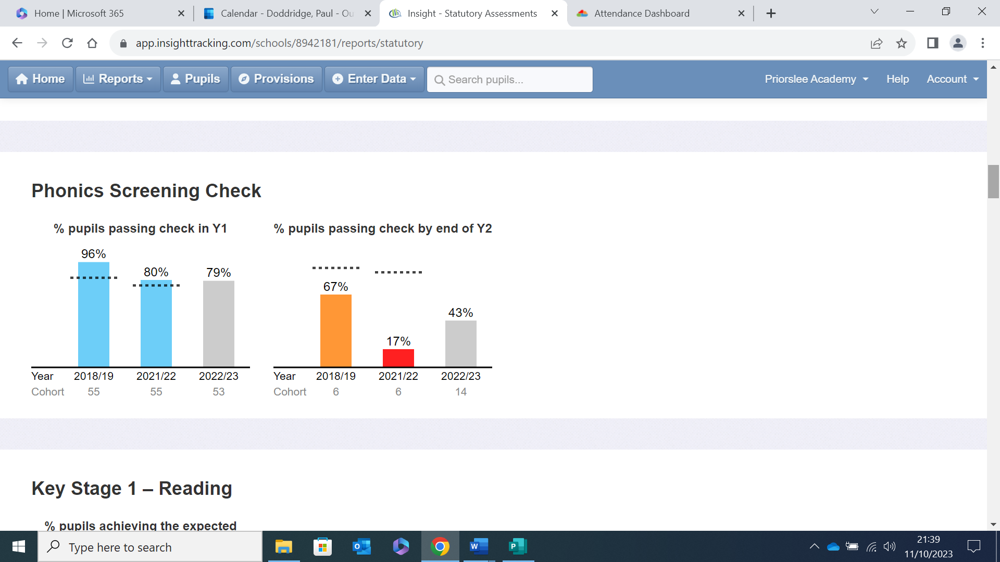 Home | Microsoft 365
Calendar - Doddridge, Paul - Ou
Insight - Statutory Assessments
Attendance Dashboard
app.insighttracking.com/schools/8942181/reports/statutory
Home Reports Pupils Provisions Enter Data Search pupils... Priorslee Academy Help Account
Phonics Screening Check
% pupils passing check in Y1
96%
80%
79%
Year 2018/19 2021/22 2022/23
Cohort 55 55 53
% pupils passing check by end of Y2
67%
17%
43%
Year 2018/19 2021/22 2022/23
Cohort 6 6 14
Key Stage 1 – Reading
% pupils achieving the expected
Type here to search
21:39
11/10/2023